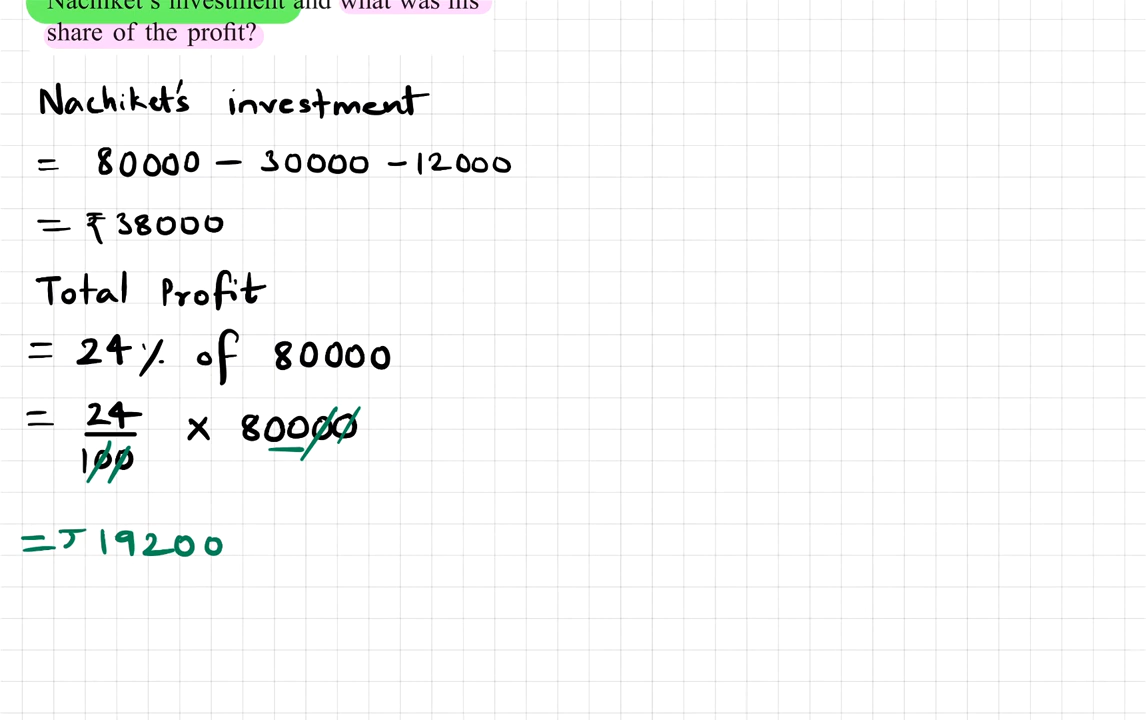 Nachiket's investment and what was his
share of the profit?
Nachiket's investment
= 80000 - 30000 - 12000
= ₹38000
Total Profit
= 24% of 80000
= 24/100 × 80000
= ₹19200